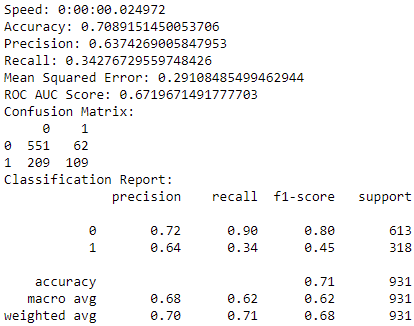 Speed: 0:00:00.024972
Accuracy: 0.7089151450053706
Precision: 0.6374269005847953
Recall: 0.34276729559748426
Mean Squared Error: 0.29108485499462944
ROC AUC Score: 0.6719671491777703
Confusion Matrix:
0 1
0 551 62
1 209 109
Classification Report:
precision recall f1-score support
0 0.72 0.90 0.80 613
1 0.64 0.34 0.45 318
accuracy 0.71 931
macro avg 0.68 0.62 0.62 931
weighted avg 0.70 0.71 0.68 931